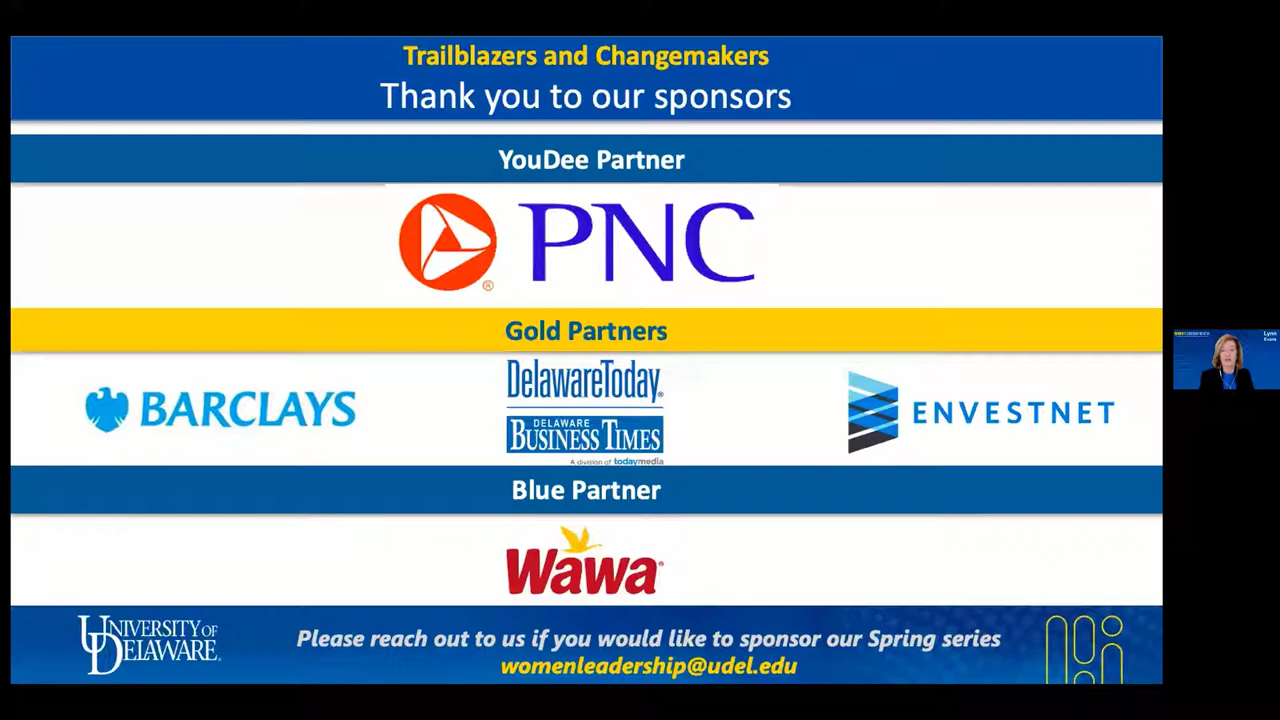 Trailblazers and Changemakers
Thank you to our sponsors
YouDee Partner
PNC
®
Gold Partners
BARCLAYS
DelawareToday®
DELAWARE
BUSINESS TIMES
A division of todaymedia
ENVESTNET
Blue Partner
Wawa®
UNIVERSITY OF
DELAWARE.
Please reach out to us if you would like to sponsor our Spring series
womenleadership@udel.edu
Lynn
Evans